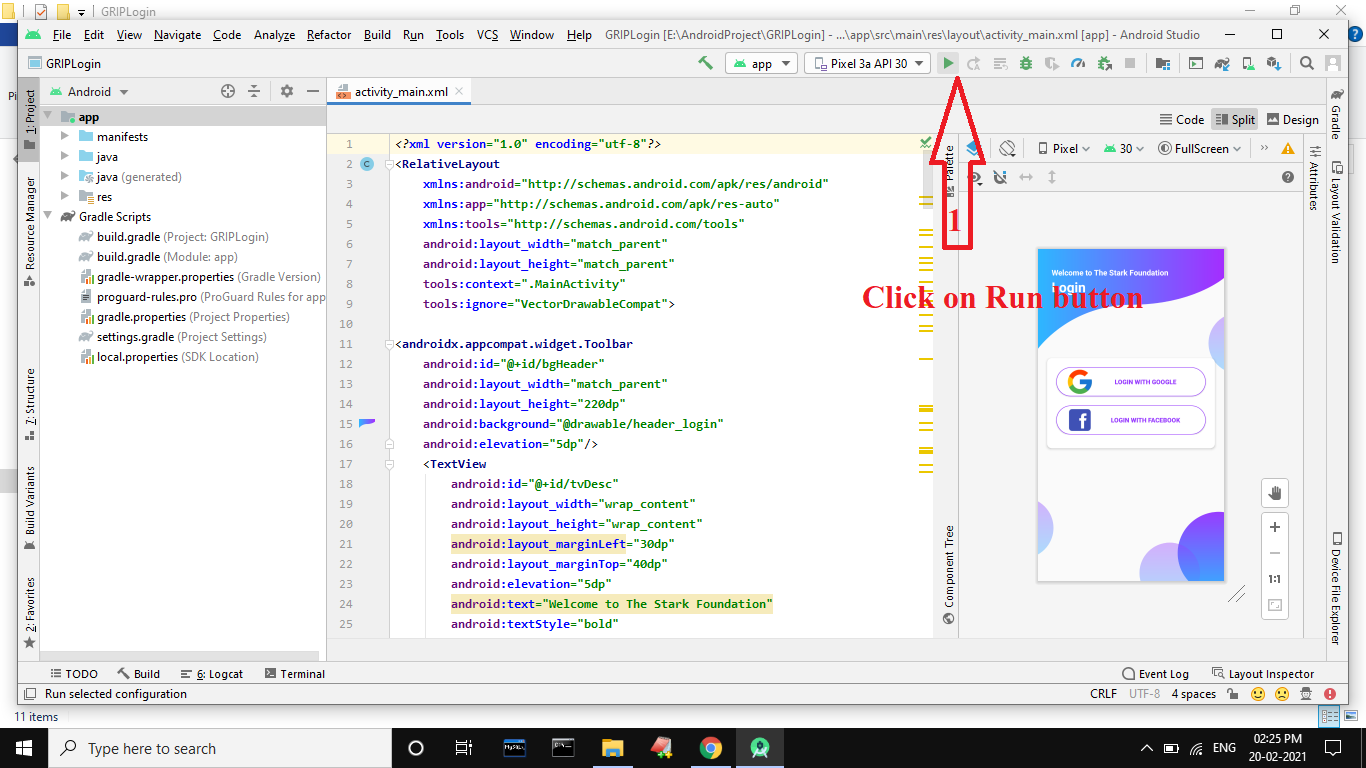 GRIPLogin
File Edit View Navigate Code Analyze Refactor Build Run Tools VCS Window Help GRIPLogin [E:\AndroidProject\GRIPLogin] - ...\app\src\main\res\layout\activity_main.xml [app] - Android Studio
GRIPLogin app Pixel 3a API 30
Android
activity_main.xml
Code Split Design
1: Project
Resource Manager
7: Structure
Build Variants
2: Favorites
app
manifests
java
java (generated)
res
Gradle Scripts
build.gradle (Project: GRIPLogin)
build.gradle (Module: app)
gradle-wrapper.properties (Gradle Version)
proguard-rules.pro (ProGuard Rules for app
gradle.properties (Project Properties)
settings.gradle (Project Settings)
local.properties (SDK Location)
1 <?xml version="1.0" encoding="utf-8"?>
2 <RelativeLayout
3 xmlns:android="http://schemas.android.com/apk/res/android"
4 xmlns:app="http://schemas.android.com/apk/res-auto"
5 xmlns:tools="http://schemas.android.com/tools"
6 android:layout_width="match_parent"
7 android:layout_height="match_parent"
8 tools:context=".MainActivity"
9 tools:ignore="VectorDrawableCompat">
10
11 <androidx.appcompat.widget.Toolbar
12 android:id="@+id/bgHeader"
13 android:layout_width="match_parent"
14 android:layout_height="220dp"
15 android:background="@drawable/header_login"
16 android:elevation="5dp"/>
17 <TextView
18 android:id="@+id/tvDesc"
19 android:layout_width="wrap_content"
20 android:layout_height="wrap_content"
21 android:layout_marginLeft="30dp"
22 android:layout_marginTop="40dp"
23 android:elevation="5dp"
24 android:text="Welcome to The Stark Foundation"
25 android:textStyle="bold"
Palette
Component Tree
Pixel 30 FullScreen
1
Click on Run button
Welcome to The Stark Foundation
Login
LOGIN WITH GOOGLE
LOGIN WITH FACEBOOK
1:1
Attributes
Gradle
Layout Validation
Device File Explorer
TODO Build 6: Logcat Terminal Event Log Layout Inspector
Run selected configuration CRLF UTF-8 4 spaces
11 items
Type here to search
MySQL
ENG
02:25 PM
20-02-2021